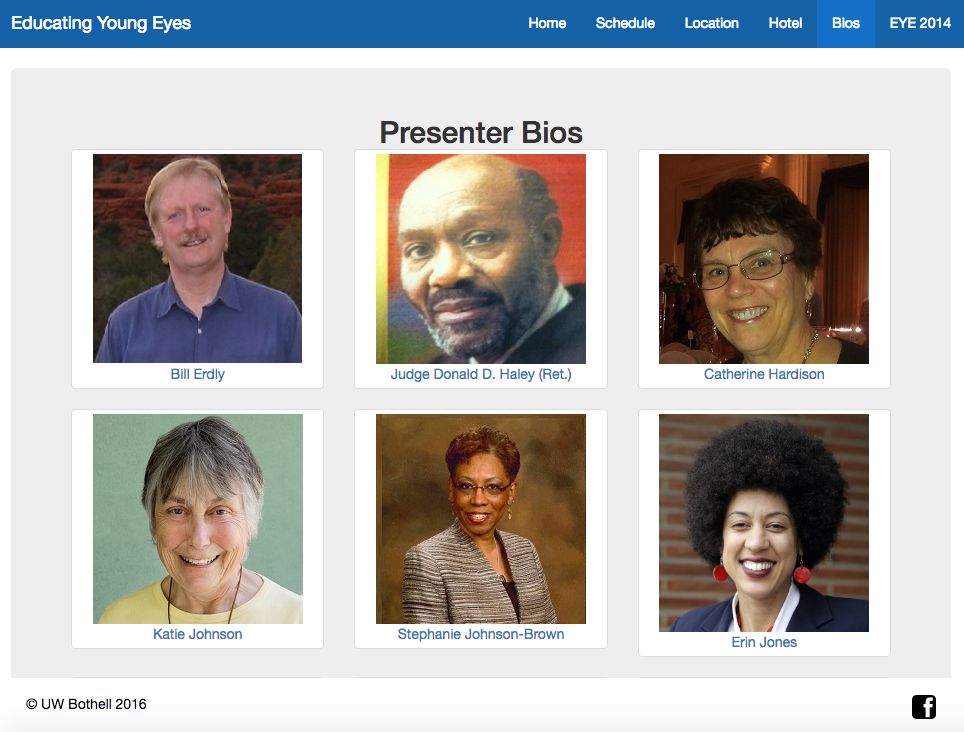 Educating Young Eyes
Home Schedule Location Hotel Bios EYE 2014
Presenter Bios
Bill Erdly
Judge Donald D. Haley (Ret.)
Catherine Hardison
Katie Johnson
Stephanie Johnson-Brown
Erin Jones
© UW Bothell 2016